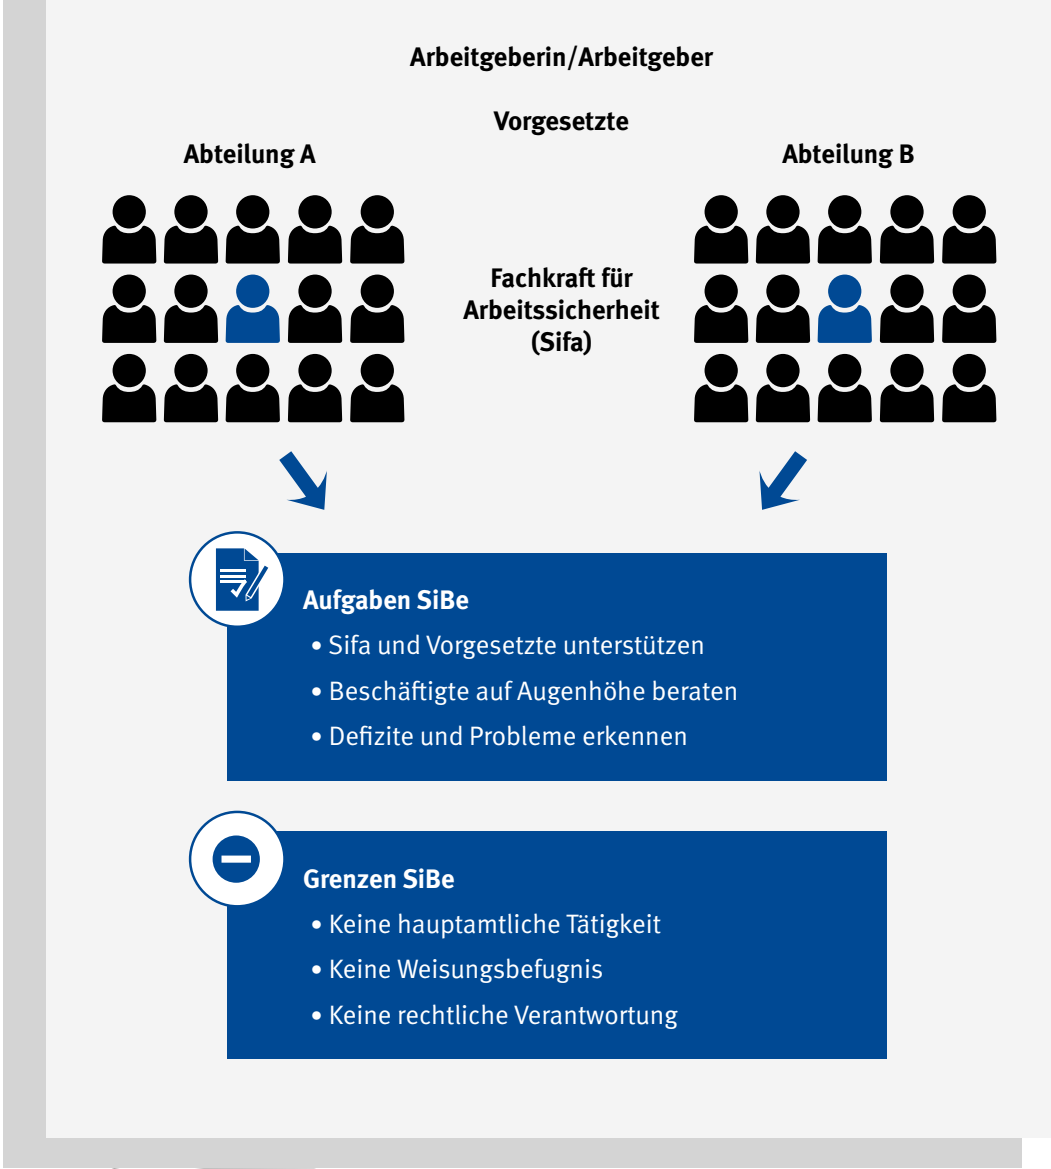 Arbeitgeberin/Arbeitgeber
Vorgesetzte
Abteilung A
Abteilung B
Fachkraft für
Arbeitssicherheit
(Sifa)
Aufgaben SiBe
• Sifa und Vorgesetzte unterstützen
• Beschäftigte auf Augenhöhe beraten
• Defizite und Probleme erkennen
Grenzen SiBe
• Keine hauptamtliche Tätigkeit
• Keine Weisungsbefugnis
• Keine rechtliche Verantwortung